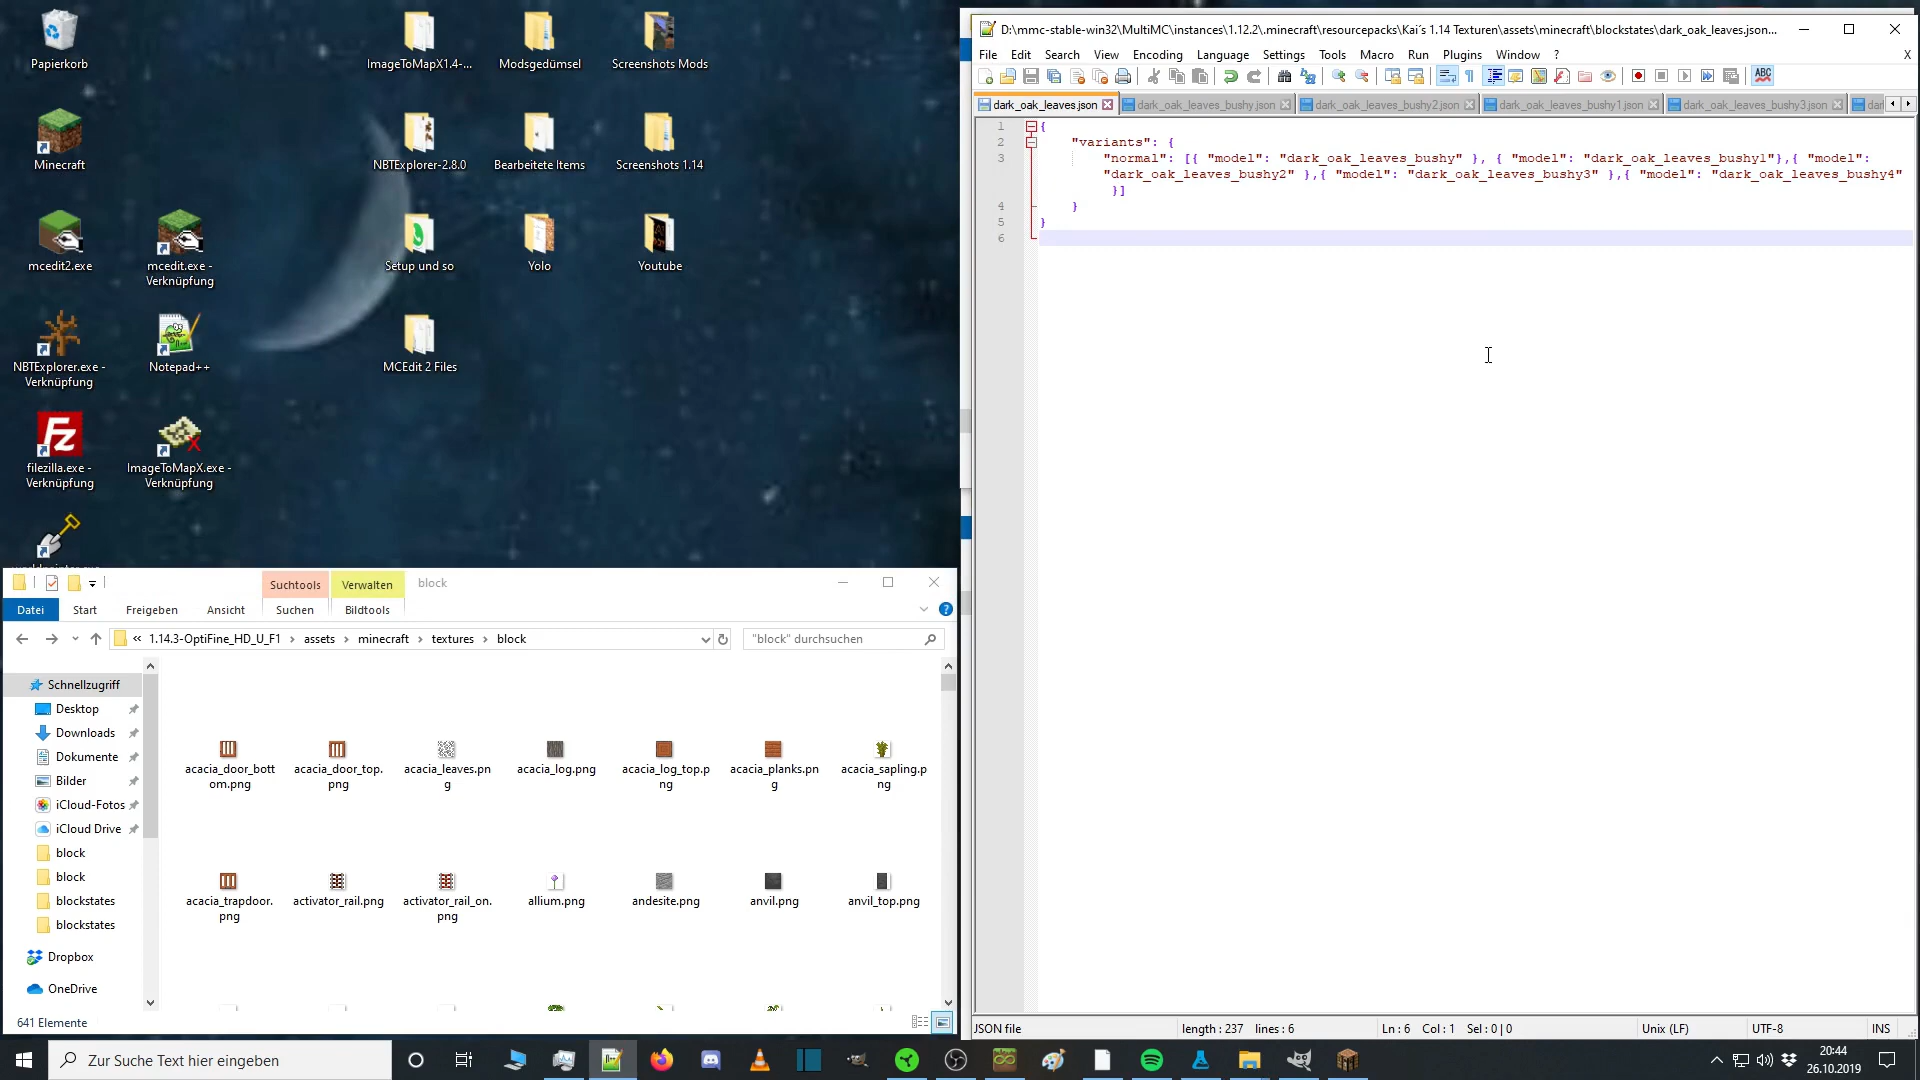 Papierkorb
ImageToMapX1.4-...
Modsgedümsel
Screenshots Mods
Minecraft
NBTExplorer-2.8.0
Bearbeitete Items
Screenshots 1.14
mcedit2.exe
mcedit.exe -
Verknüpfung
Setup und so
Yolo
Youtube
NBTExplorer.exe -
Verknüpfung
Notepad++
MCEdit 2 Files
filezilla.exe -
Verknüpfung
ImageToMapX.exe -
Verknüpfung
D:\mmc-stable-win32\MultiMC\instances\1.12.2\.minecraft\resourcepacks\Kai´s 1.14 Texturen\assets\minecraft\blockstates\dark_oak_leaves.json...
File Edit Search View Encoding Language Settings Tools Macro Run Plugins Window ? X
dark_oak_leaves.json dark_oak_leaves_bushy.json dark_oak_leaves_bushy2.json dark_oak_leaves_bushy1.json dark_oak_leaves_bushy3.json dar
1 {
2 "variants": {
3 "normal": [{ "model": "dark_oak_leaves_bushy" }, { "model": "dark_oak_leaves_bushy1"},{ "model":
"dark_oak_leaves_bushy2" },{ "model": "dark_oak_leaves_bushy3" },{ "model": "dark_oak_leaves_bushy4"
}]
4 }
5 }
6
JSON file length : 237 lines : 6 Ln : 6 Col : 1 Sel : 0 | 0 Unix (LF) UTF-8 INS
Suchtools Verwalten block
Datei Start Freigeben Ansicht Suchen Bildtools
« 1.14.3-OptiFine_HD_U_F1 › assets › minecraft › textures › block
"block" durchsuchen
Schnellzugriff
Desktop
Downloads
Dokumente
Bilder
iCloud-Fotos
iCloud Drive
block
block
blockstates
blockstates
Dropbox
OneDrive
acacia_door_bott
om.png
acacia_door_top.
png
acacia_leaves.pn
g
acacia_log.png
acacia_log_top.p
ng
acacia_planks.pn
g
acacia_sapling.p
ng
acacia_trapdoor.
png
activator_rail.png
activator_rail_on.
png
allium.png
andesite.png
anvil.png
anvil_top.png
641 Elemente
Zur Suche Text hier eingeben
20:44
26.10.2019